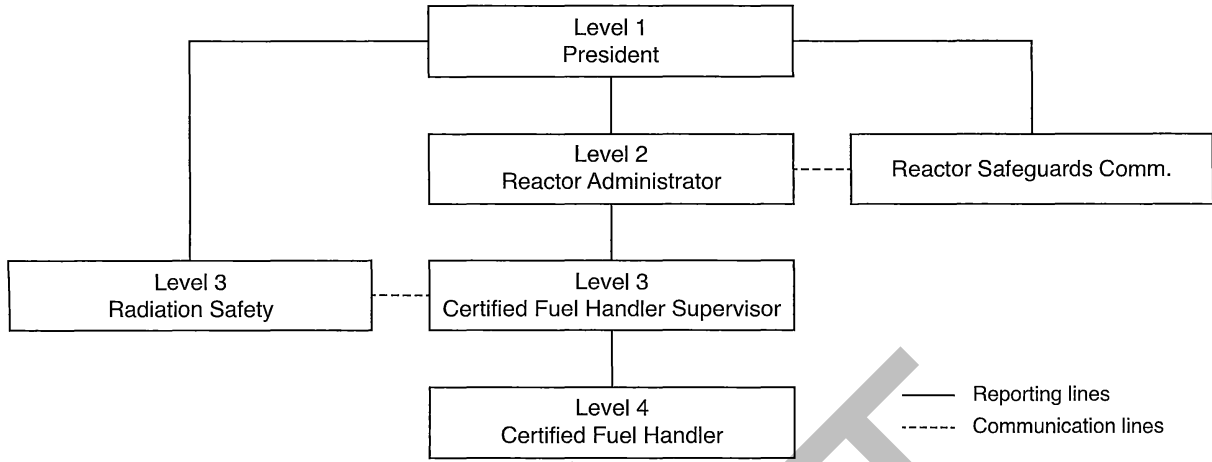 Level 1
President
Level 2
Reactor Administrator
Reactor Safeguards Comm.
Level 3
Radiation Safety
Level 3
Certified Fuel Handler Supervisor
Level 4
Certified Fuel Handler
Reporting lines
Communication lines